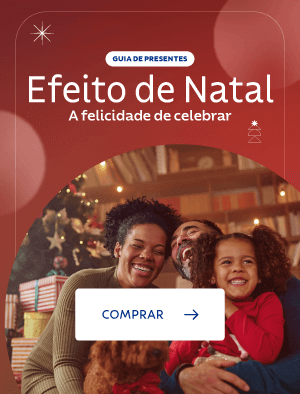 GUIA DE PRESENTES
Efeito de Natal
A felicidade de celebrar
COMPRAR